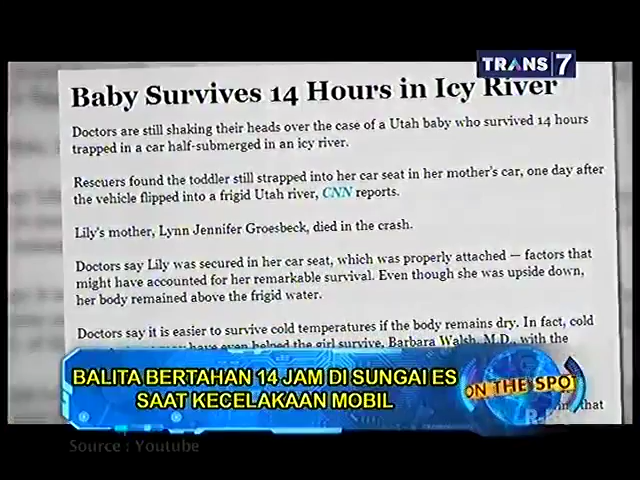 TRANS 7
Baby Survives 14 Hours in Icy River
Doctors are still shaking their heads over the case of a Utah baby who survived 14 hours
trapped in a car half-submerged in an icy river.
Rescuers found the toddler still strapped into her car seat in her mother's car, one day after
the vehicle flipped into a frigid Utah river, CNN reports.
Lily's mother, Lynn Jennifer Groesbeck, died in the crash.
Doctors say Lily was secured in her car seat, which was properly attached — factors that
might have accounted for her remarkable survival. Even though she was upside down,
her body remained above the frigid water.
Doctors say it is easier to survive cold temperatures if the body remains dry. In fact, cold
may have even helped the girl survive, Barbara Walsh, M.D., with the
that
BALITA BERTAHAN 14 JAM DI SUNGAI ES
SAAT KECELAKAAN MOBIL
ON THE SPOT
Source : Youtube